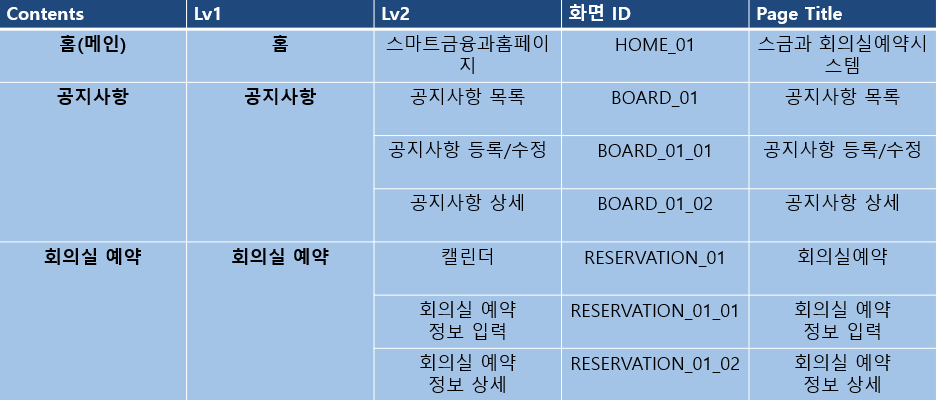 Contents Lv1 Lv2 화면 ID Page Title
홈(메인) 홈 스마트금융과홈페이지 HOME_01 스금과 회의실예약시스템
공지사항 공지사항 공지사항 목록 BOARD_01 공지사항 목록
공지사항 등록/수정 BOARD_01_01 공지사항 등록/수정
공지사항 상세 BOARD_01_02 공지사항 상세
회의실 예약 회의실 예약 캘린더 RESERVATION_01 회의실예약
회의실 예약 정보 입력 RESERVATION_01_01 회의실 예약 정보 입력
회의실 예약 정보 상세 RESERVATION_01_02 회의실 예약 정보 상세